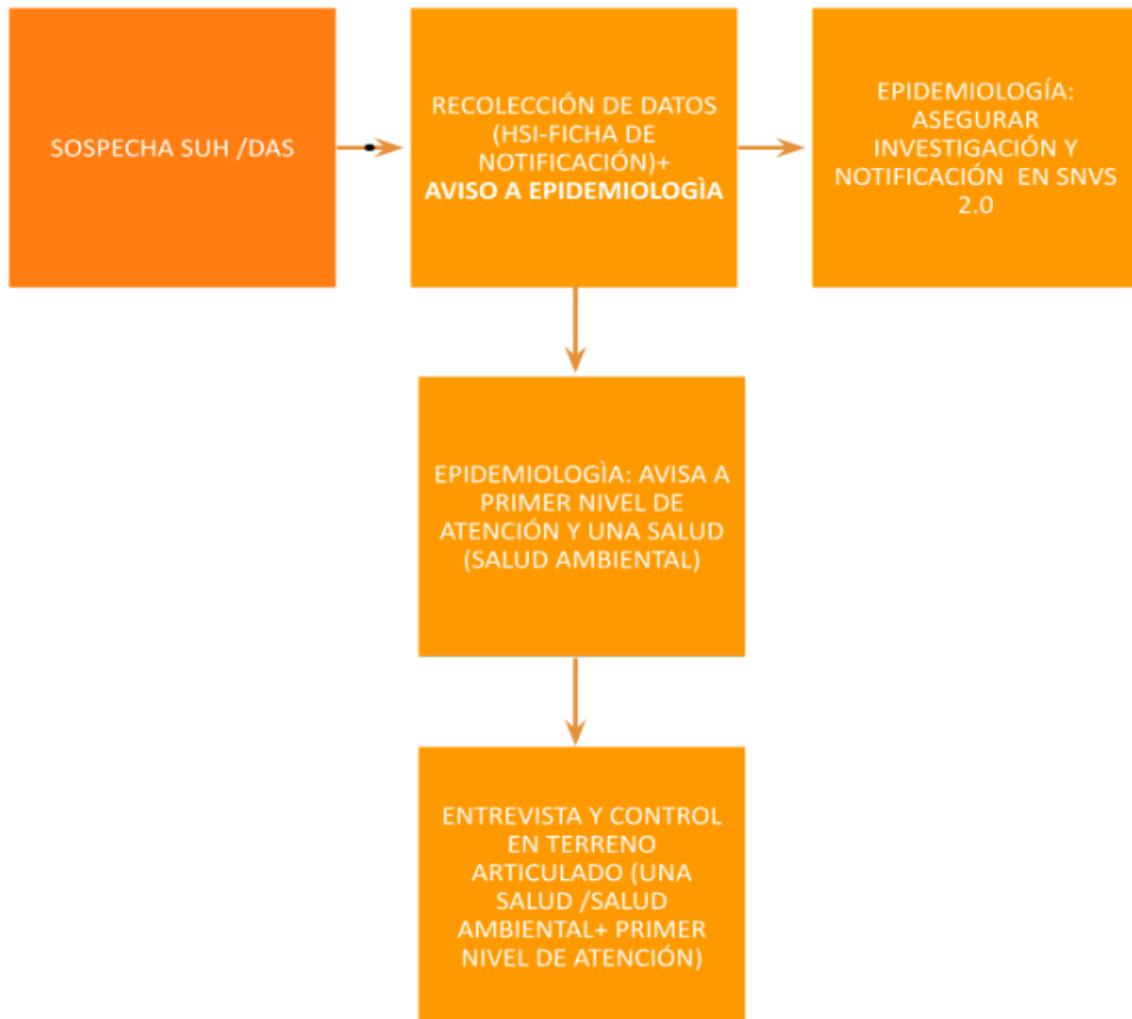 SOSPECHA SUH /DAS
RECOLECCIÓN DE DATOS
(HSI-FICHA DE
NOTIFICACIÓN)+
AVISO A EPIDEMIOLOGÌA
EPIDEMIOLOGÍA:
ASEGURAR
INVESTIGACIÓN Y
NOTIFICACIÓN EN SNVS
2.0
EPIDEMIOLOGÌA: AVISA A
PRIMER NIVEL DE
ATENCIÓN Y UNA SALUD
(SALUD AMBIENTAL)
ENTREVISTA Y CONTROL
EN TERRENO
ARTICULADO (UNA
SALUD /SALUD
AMBIENTAL+ PRIMER
NIVEL DE ATENCIÓN)